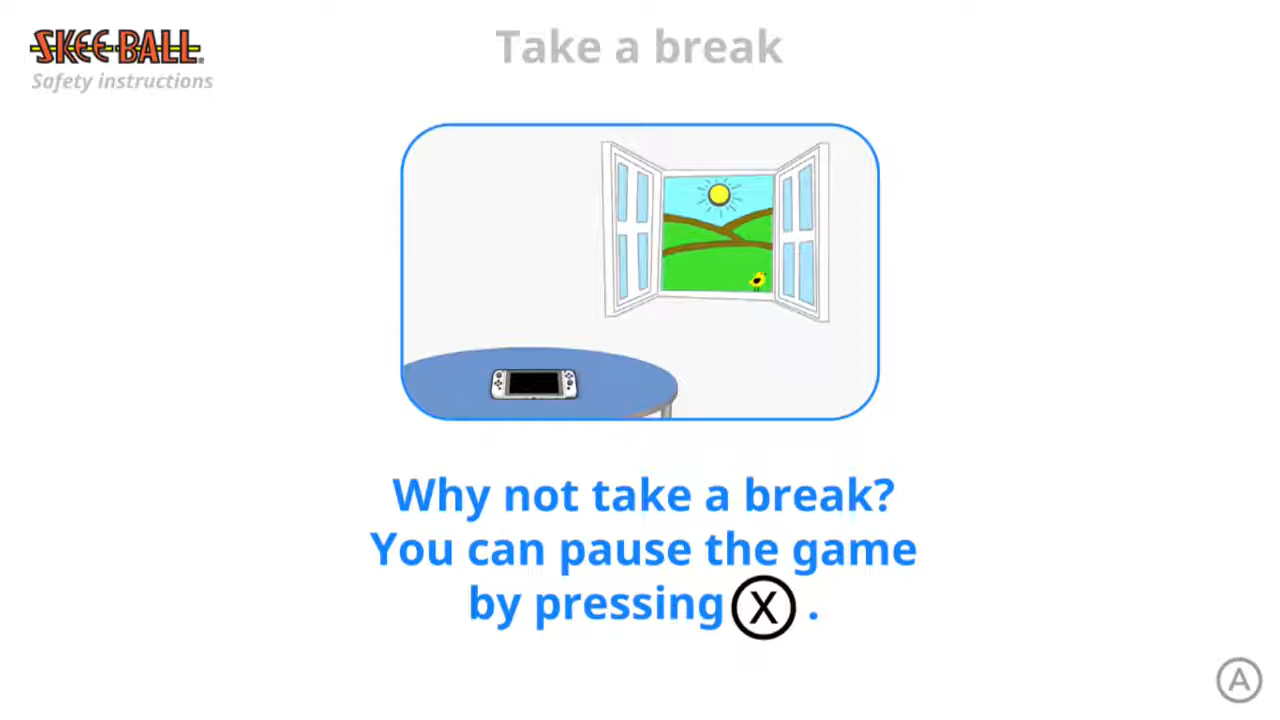 SKEE-BALL®
Safety instructions
Take a break
Why not take a break?
You can pause the game
by pressing X .
A